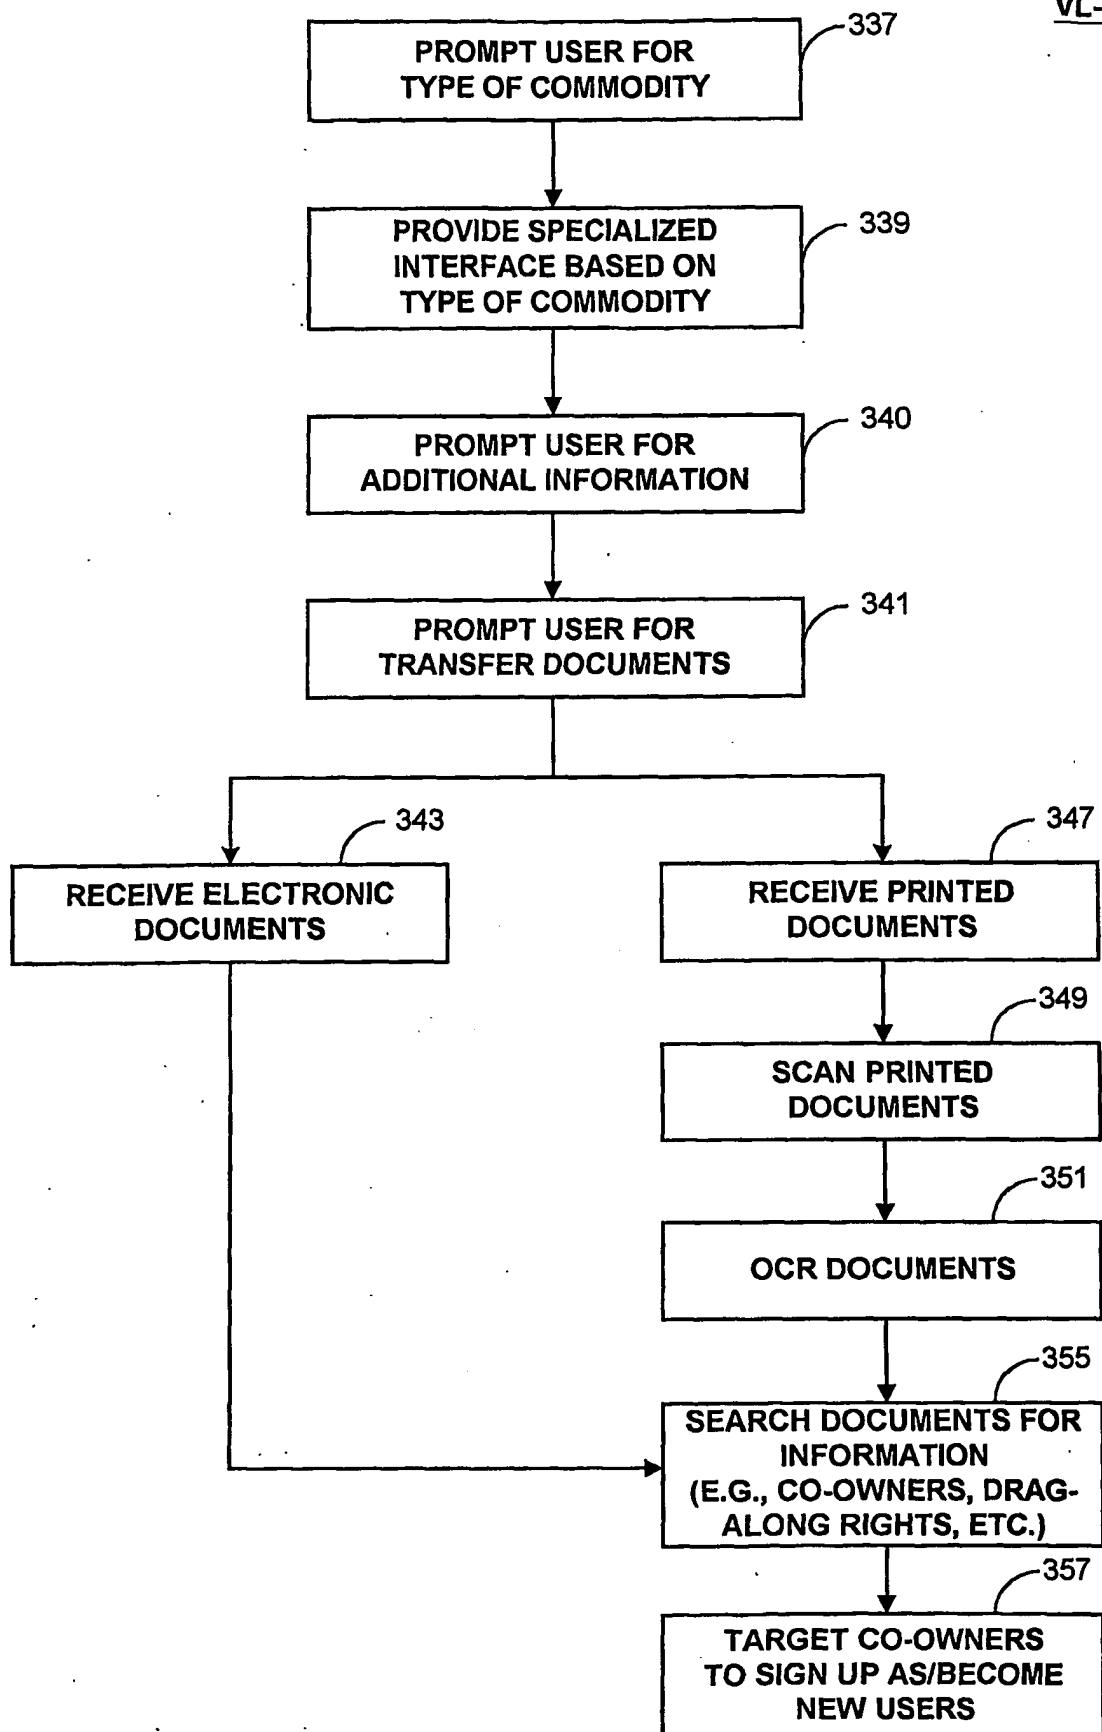 VL-
337
PROMPT USER FOR
TYPE OF COMMODITY
339
PROVIDE SPECIALIZED
INTERFACE BASED ON
TYPE OF COMMODITY
340
PROMPT USER FOR
ADDITIONAL INFORMATION
341
PROMPT USER FOR
TRANSFER DOCUMENTS
343
RECEIVE ELECTRONIC
DOCUMENTS
347
RECEIVE PRINTED
DOCUMENTS
349
SCAN PRINTED
DOCUMENTS
351
OCR DOCUMENTS
355
SEARCH DOCUMENTS FOR
INFORMATION
(E.G., CO-OWNERS, DRAG-
ALONG RIGHTS, ETC.)
357
TARGET CO-OWNERS
TO SIGN UP AS/BECOME
NEW USERS